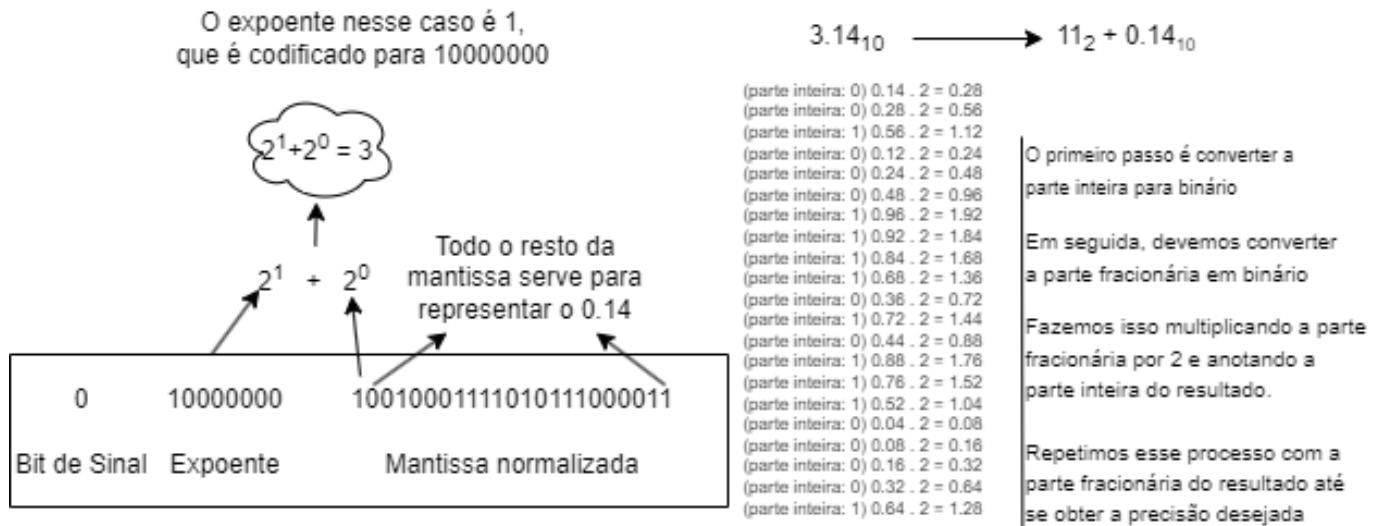 O expoente nesse caso é 1,
que é codificado para 10000000
2¹+2⁰ = 3
2¹ + 2⁰
Todo o resto da
mantissa serve para
representar o 0.14
0 10000000 10010001111010111000011
Bit de Sinal Expoente Mantissa normalizada
3.14₁₀ 11₂ + 0.14₁₀
(parte inteira: 0) 0.14 . 2 = 0.28
(parte inteira: 0) 0.28 . 2 = 0.56
(parte inteira: 1) 0.56 . 2 = 1.12
(parte inteira: 0) 0.12 . 2 = 0.24
(parte inteira: 0) 0.24 . 2 = 0.48
(parte inteira: 0) 0.48 . 2 = 0.96
(parte inteira: 1) 0.96 . 2 = 1.92
(parte inteira: 1) 0.92 . 2 = 1.84
(parte inteira: 1) 0.84 . 2 = 1.68
(parte inteira: 1) 0.68 . 2 = 1.36
(parte inteira: 0) 0.36 . 2 = 0.72
(parte inteira: 1) 0.72 . 2 = 1.44
(parte inteira: 0) 0.44 . 2 = 0.88
(parte inteira: 1) 0.88 . 2 = 1.76
(parte inteira: 1) 0.76 . 2 = 1.52
(parte inteira: 1) 0.52 . 2 = 1.04
(parte inteira: 0) 0.04 . 2 = 0.08
(parte inteira: 0) 0.08 . 2 = 0.16
(parte inteira: 0) 0.16 . 2 = 0.32
(parte inteira: 0) 0.32 . 2 = 0.64
(parte inteira: 1) 0.64 . 2 = 1.28
O primeiro passo é converter a
parte inteira para binário
Em seguida, devemos converter
a parte fracionária em binário
Fazemos isso multiplicando a parte
fracionária por 2 e anotando a
parte inteira do resultado.
Repetimos esse processo com a
parte fracionária do resultado até
se obter a precisão desejada